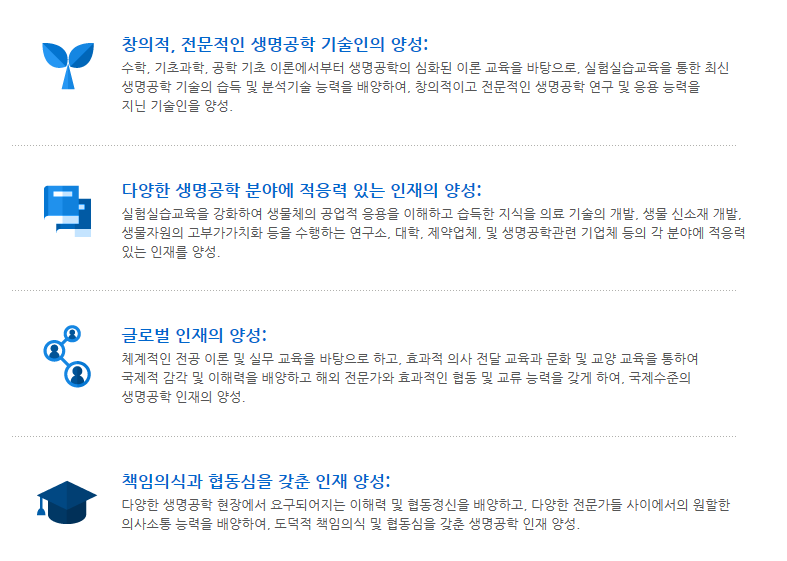 창의적, 전문적인 생명공학 기술인의 양성:
수학, 기초과학, 공학 기초 이론에서부터 생명공학의 심화된 이론 교육을 바탕으로, 실험실습교육을 통한 최신
생명공학 기술의 습득 및 분석기술 능력을 배양하여, 창의적이고 전문적인 생명공학 연구 및 응용 능력을
지닌 기술인을 양성.
다양한 생명공학 분야에 적응력 있는 인재의 양성:
실험실습교육을 강화하여 생물체의 공업적 응용을 이해하고 습득한 지식을 의료 기술의 개발, 생물 신소재 개발,
생물자원의 고부가가치화 등을 수행하는 연구소, 대학, 제약업체, 및 생명공학관련 기업체 등의 각 분야에 적응력
있는 인재를 양성.
글로벌 인재의 양성:
체계적인 전공 이론 및 실무 교육을 바탕으로 하고, 효과적 의사 전달 교육과 문화 및 교양 교육을 통하여
국제적 감각 및 이해력을 배양하고 해외 전문가와 효과적인 협동 및 교류 능력을 갖게 하여, 국제수준의
생명공학 인재의 양성.
책임의식과 협동심을 갖춘 인재 양성:
다양한 생명공학 현장에서 요구되어지는 이해력 및 협동정신을 배양하고, 다양한 전문가들 사이에서의 원할한
의사소통 능력을 배양하여, 도덕적 책임의식 및 협동심을 갖춘 생명공학 인재 양성.